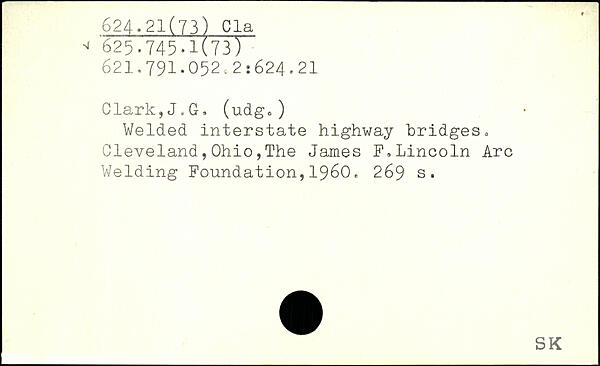 624.21(73) Cla
√ 625.745.1(73)
621.791.052.2:624.21
Clark,J.G. (udg.)
Welded interstate highway bridges.
Cleveland,Ohio,The James F.Lincoln Arc
Welding Foundation,1960. 269 s.
SK